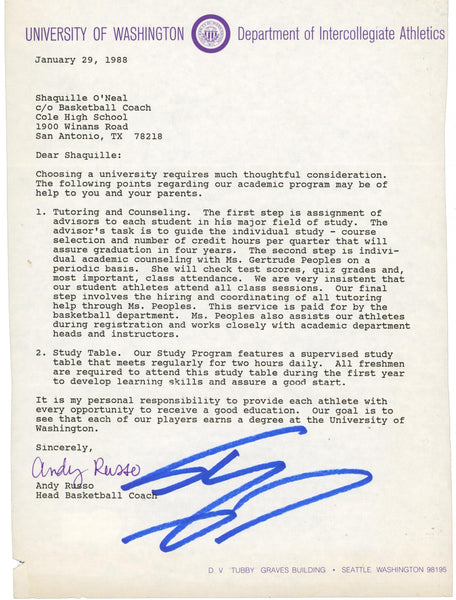 UNIVERSITY OF WASHINGTON Department of Intercollegiate Athletics
January 29, 1988
Shaquille O'Neal
c/o Basketball Coach
Cole High School
1900 Winans Road
San Antonio, TX 78218
Dear Shaquille:
Choosing a university requires much thoughtful consideration.
The following points regarding our academic program may be of
help to you and your parents.
1. Tutoring and Counseling. The first step is assignment of
advisors to each student in his major field of study. The
advisor's task is to guide the individual study - course
selection and number of credit hours per quarter that will
assure graduation in four years. The second step is indivi-
dual academic counseling with Ms. Gertrude Peoples on a
periodic basis. She will check test scores, quiz grades and,
most important, class attendance. We are very insistent that
our student athletes attend all class sessions. Our final
step involves the hiring and coordinating of all tutoring
help through Ms. Peoples. This service is paid for by the
basketball department. Ms. Peoples also assists our athletes
during registration and works closely with academic department
heads and instructors.
2. Study Table. Our Study Program features a supervised study
table that meets regularly for two hours daily. All freshmen
are required to attend this study table during the first year
to develop learning skills and assure a good start.
It is my personal responsibility to provide each athlete with
every opportunity to receive a good education. Our goal is to
see that each of our players earns a degree at the University of
Washington.
Sincerely,
Andy Russo
Andy Russo
Head Basketball Coach
D. V. TUBBY GRAVES BUILDING • SEATTLE, WASHINGTON 98195